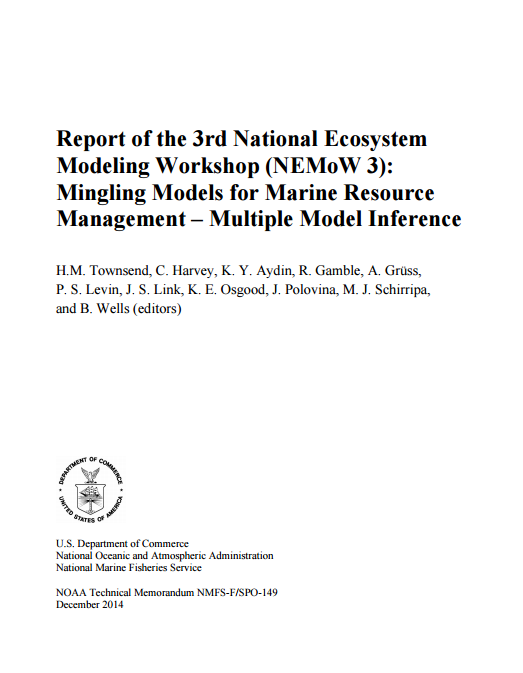 Report of the 3rd National Ecosystem
Modeling Workshop (NEMoW 3):
Mingling Models for Marine Resource
Management – Multiple Model Inference
H.M. Townsend, C. Harvey, K. Y. Aydin, R. Gamble, A. Grüss,
P. S. Levin, J. S. Link, K. E. Osgood, J. Polovina, M. J. Schirripa,
and B. Wells (editors)
DEPARTMENT OF COMMERCE
UNITED STATES OF AMERICA
U.S. Department of Commerce
National Oceanic and Atmospheric Administration
National Marine Fisheries Service
NOAA Technical Memorandum NMFS-F/SPO-149
December 2014